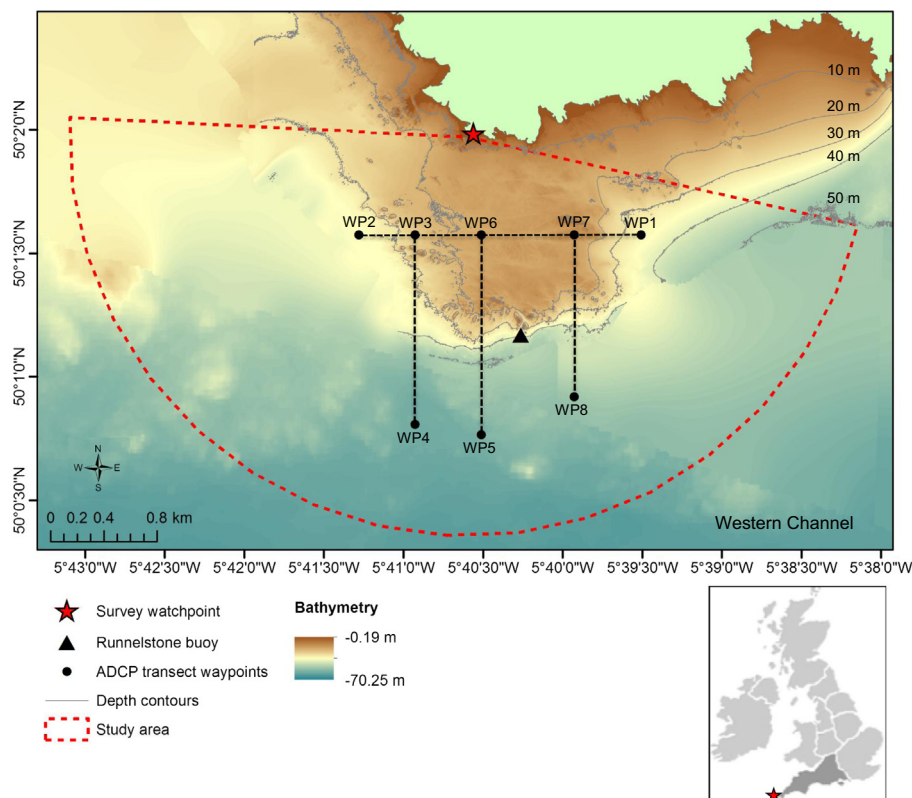 10 m
20 m
30 m
40 m
50 m
50°2'0"N
50°1'30"N
50°1'0"N
50°0'30"N
WP2 WP3 WP6 WP7 WP1
WP8
WP4
WP5
N
W E
S
0 0.2 0.4 0.8 km
Western Channel
5°43'0"W 5°42'30"W 5°42'0"W 5°41'30"W 5°41'0"W 5°40'30"W 5°40'0"W 5°39'30"W 5°39'0"W 5°38'30"W 5°38'0"W
Survey watchpoint
Runnelstone buoy
ADCP transect waypoints
Depth contours
Study area
Bathymetry
-0.19 m
-70.25 m